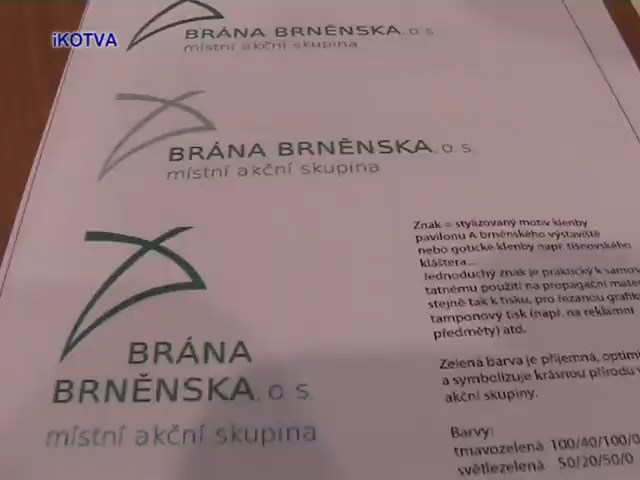 iKOTVA
BRÁNA BRNĚNSKA, o. s.
místní akční skupina
BRÁNA BRNĚNSKA, o. s.
místní akční skupina
BRÁNA
BRNĚNSKA, o. s.
místní akční skupina
Znak = stylizovaný motiv klenby
pavilonu A brněnského výstaviště
nebo gotické klenby např. tišnovského
kláštera...
Jednoduchý znak je praktický k samos
tatnému použití na propagační mate
stejně tak k tisku, pro řezanou grafik
tamponový tisk (např. na reklamní
předměty) atd.
Zelená barva je příjemná, optimi
a symbolizuje krásnou přírodu v
akční skupiny.
Barvy:
tmavozelená 100/40/100/0
světlezelená 50/20/50/0